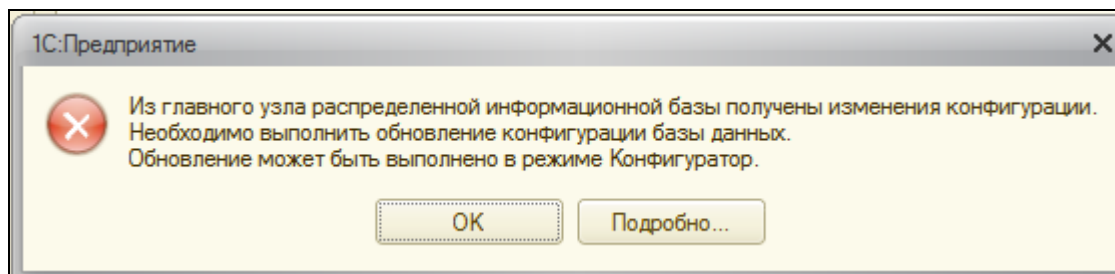 1С:Предприятие
Из главного узла распределенной информационной базы получены изменения конфигурации.
Необходимо выполнить обновление конфигурации базы данных.
Обновление может быть выполнено в режиме Конфигуратор.
OK
Подробно...